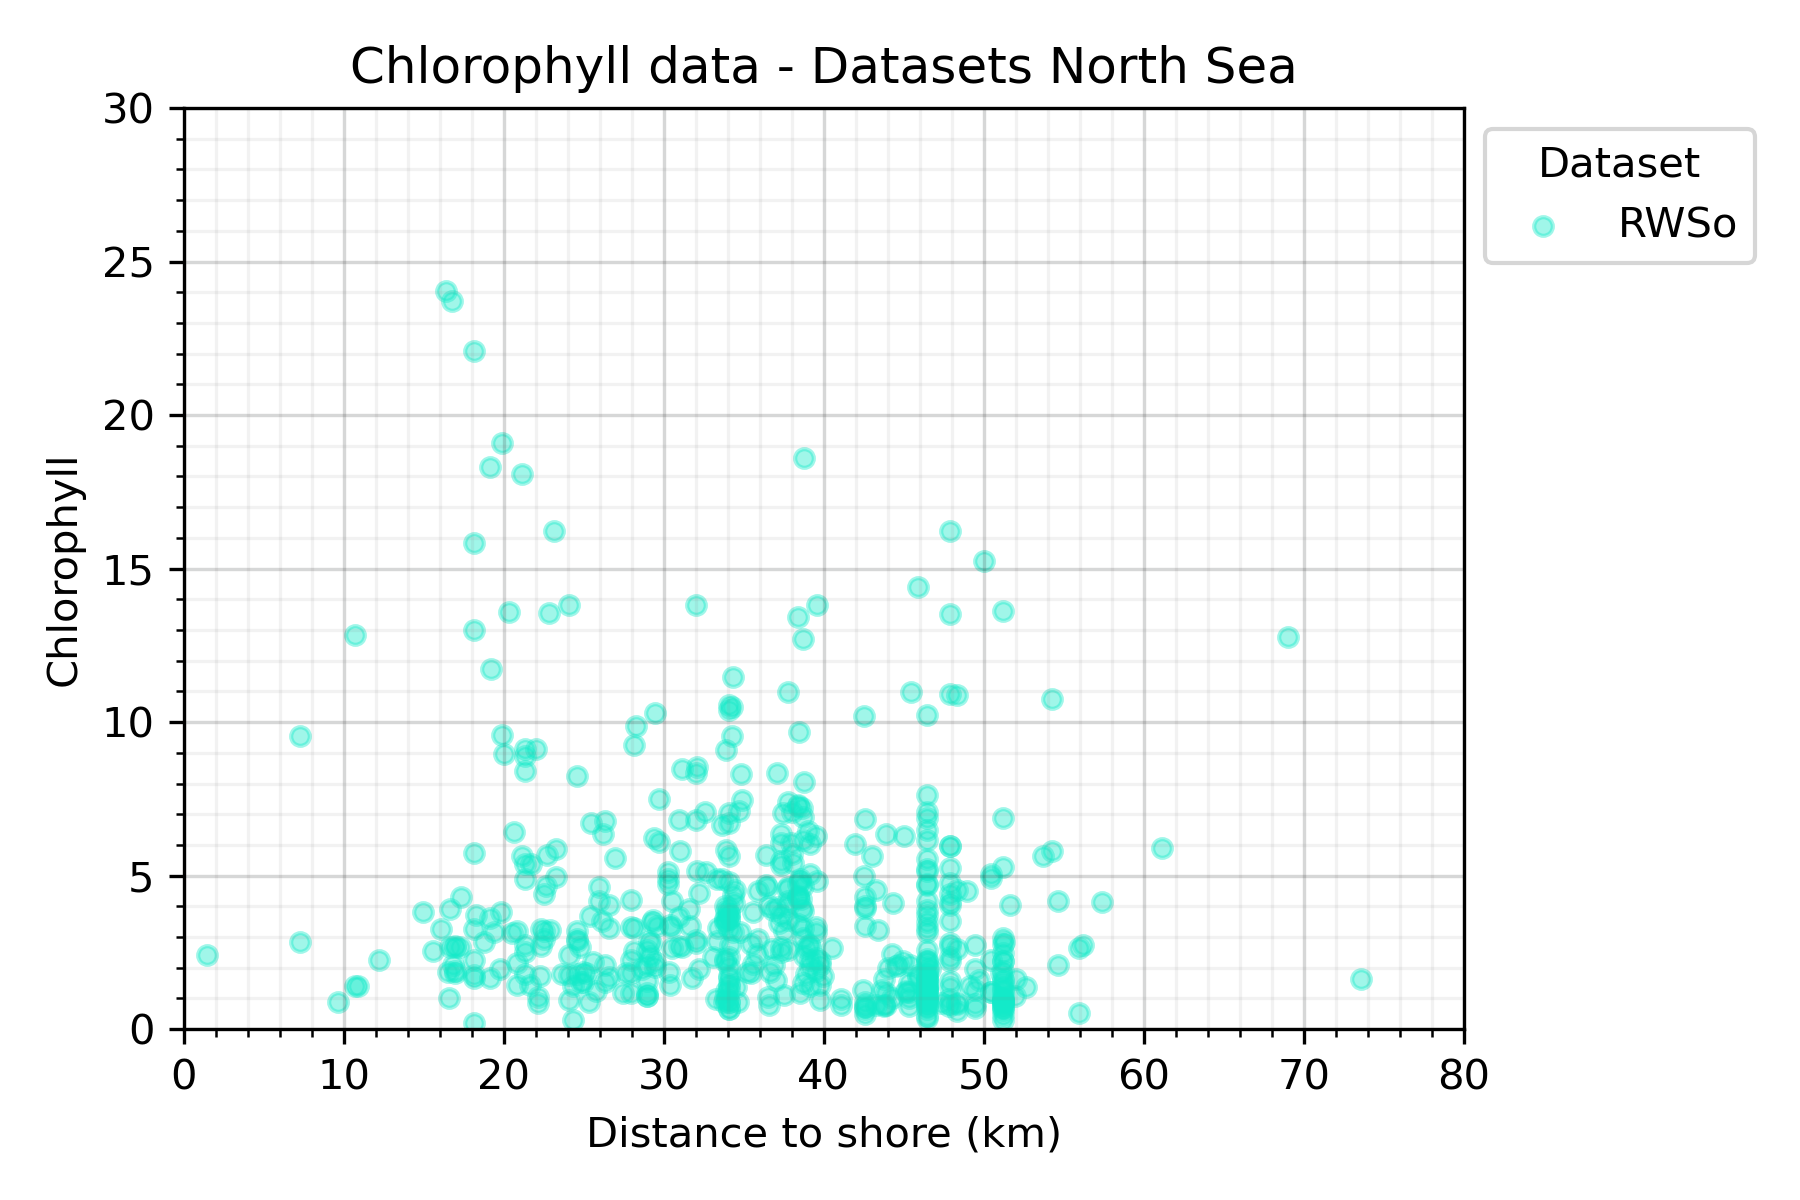 Chlorophyll data - Datasets North Sea
30
25
20
15
10
5
0
Chlorophyll
0 10 20 30 40 50 60 70 80
Distance to shore (km)
Dataset
RWSo